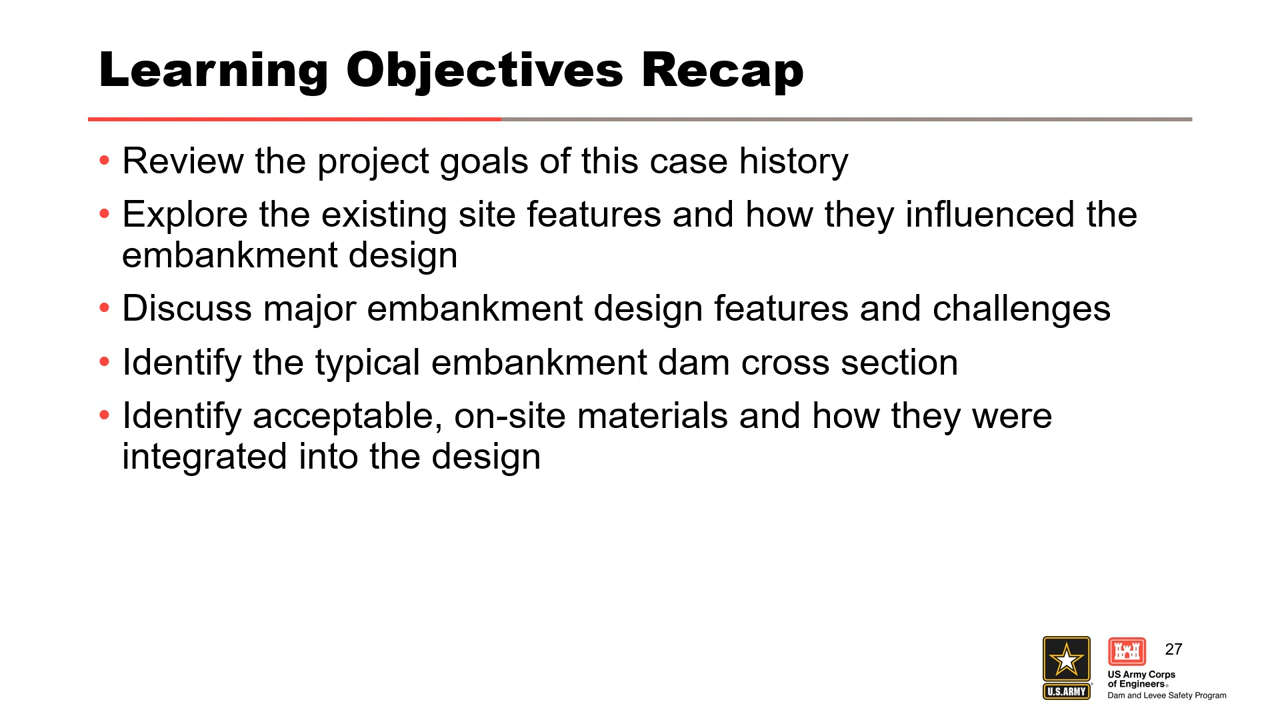 Learning Objectives Recap
• Review the project goals of this case history
• Explore the existing site features and how they influenced the
embankment design
• Discuss major embankment design features and challenges
• Identify the typical embankment dam cross section
• Identify acceptable, on-site materials and how they were
integrated into the design
U.S.ARMY
US Army Corps
of Engineers®
Dam and Levee Safety Program
27